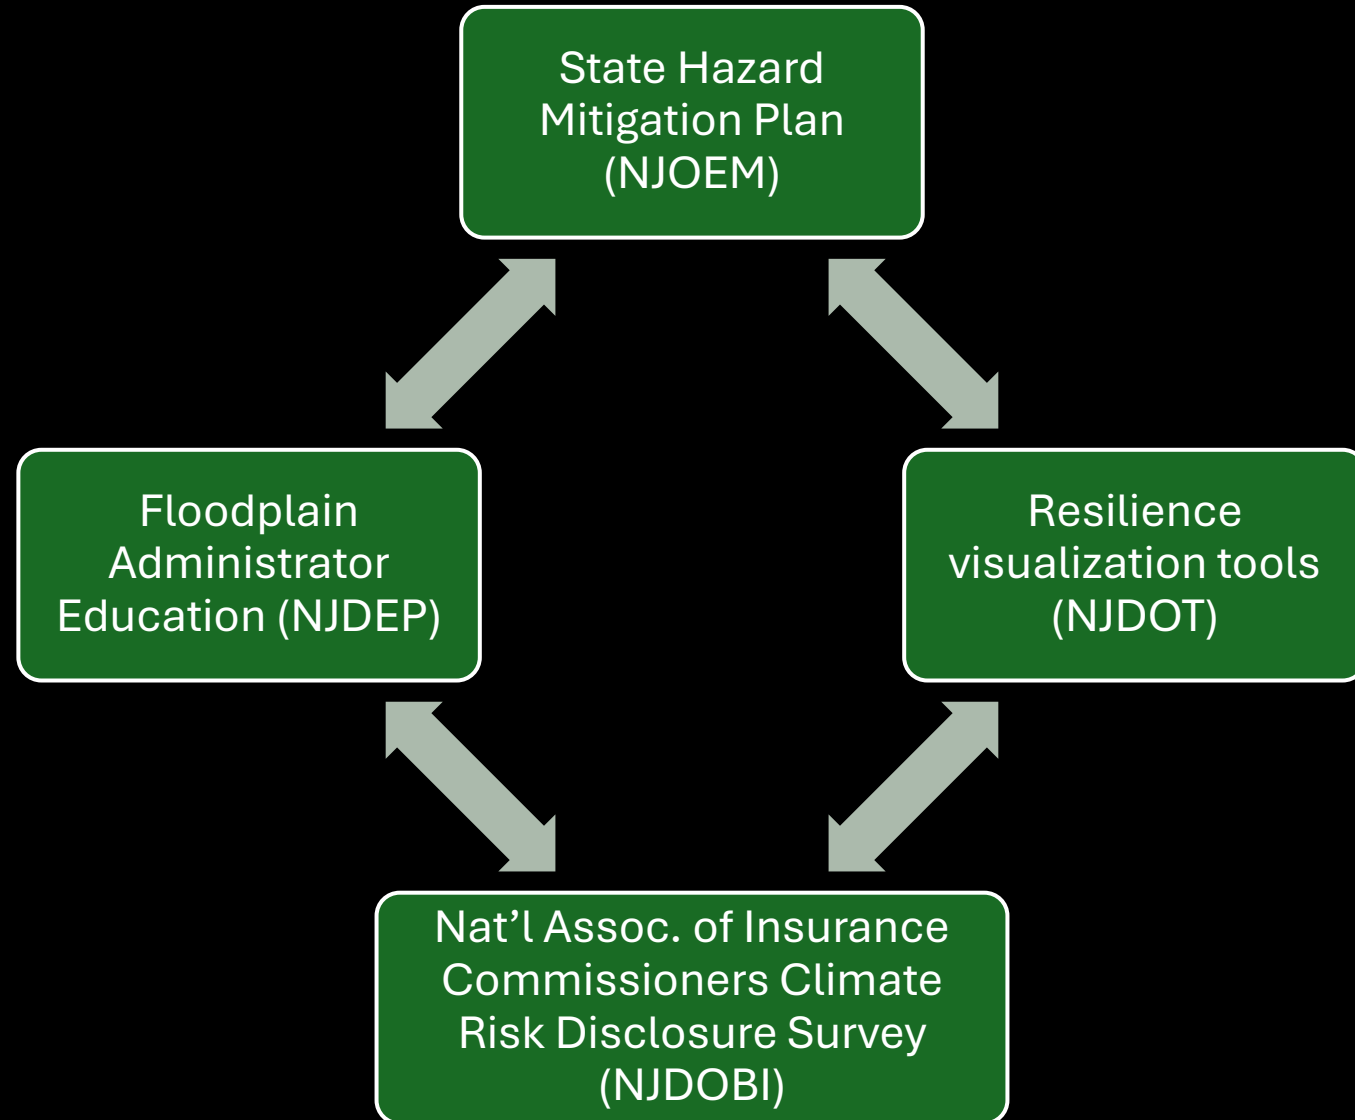 State Hazard
Mitigation Plan
(NJOEM)
Floodplain
Administrator
Education (NJDEP)
Resilience
visualization tools
(NJDOT)
Nat’l Assoc. of Insurance
Commissioners Climate
Risk Disclosure Survey
(NJDOBI)